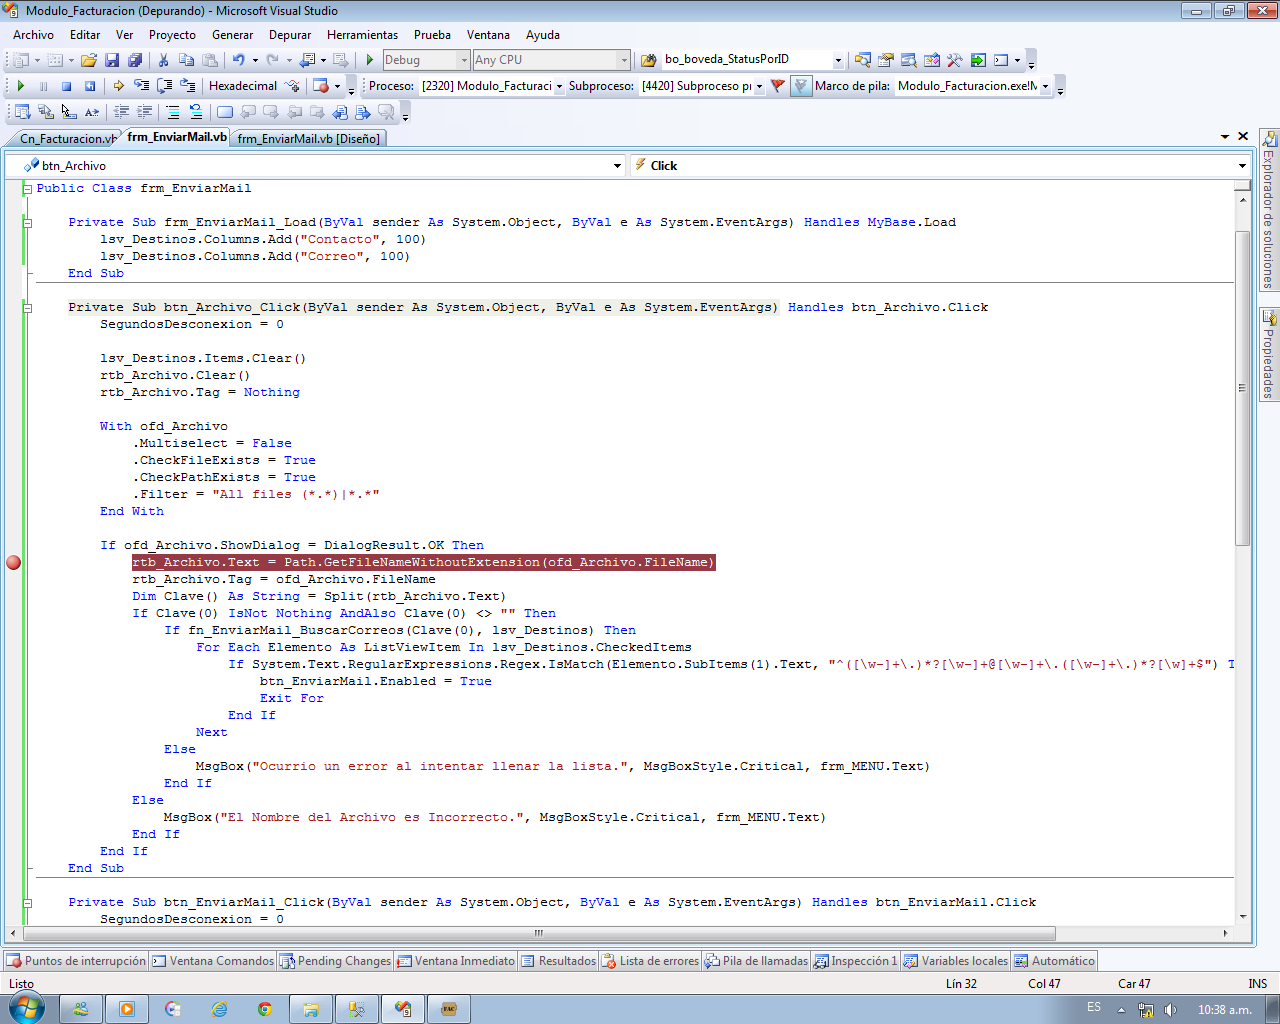 Modulo_Facturacion (Depurando) - Microsoft Visual Studio
Archivo Editar Ver Proyecto Generar Depurar Herramientas Prueba Ventana Ayuda
Debug Any CPU bo_boveda_StatusPorID
Hexadecimal Proceso: [2320] Modulo_Facturaci Subproceso: [4420] Subproceso pi Marco de pila: Modulo_Facturacion.exe!M
Cn_Facturacion.vb frm_EnviarMail.vb frm_EnviarMail.vb [Diseño]
btn_Archivo Click
Public Class frm_EnviarMail
Private Sub frm_EnviarMail_Load(ByVal sender As System.Object, ByVal e As System.EventArgs) Handles MyBase.Load
lsv_Destinos.Columns.Add("Contacto", 100)
lsv_Destinos.Columns.Add("Correo", 100)
End Sub
Private Sub btn_Archivo_Click(ByVal sender As System.Object, ByVal e As System.EventArgs) Handles btn_Archivo.Click
SegundosDesconexion = 0
lsv_Destinos.Items.Clear()
rtb_Archivo.Clear()
rtb_Archivo.Tag = Nothing
With ofd_Archivo
.Multiselect = False
.CheckFileExists = True
.CheckPathExists = True
.Filter = "All files (*.*)|*.*"
End With
If ofd_Archivo.ShowDialog = DialogResult.OK Then
rtb_Archivo.Text = Path.GetFileNameWithoutExtension(ofd_Archivo.FileName)
rtb_Archivo.Tag = ofd_Archivo.FileName
Dim Clave() As String = Split(rtb_Archivo.Text)
If Clave(0) IsNot Nothing AndAlso Clave(0) <> "" Then
If fn_EnviarMail_BuscarCorreos(Clave(0), lsv_Destinos) Then
For Each Elemento As ListViewItem In lsv_Destinos.CheckedItems
If System.Text.RegularExpressions.Regex.IsMatch(Elemento.SubItems(1).Text, "^([\w-]+\.)*?[\w-]+@[\w-]+\.([\w-]+\.)*?[\w]+$") T
btn_EnviarMail.Enabled = True
Exit For
End If
Next
Else
MsgBox("Ocurrio un error al intentar llenar la lista.", MsgBoxStyle.Critical, frm_MENU.Text)
End If
Else
MsgBox("El Nombre del Archivo es Incorrecto.", MsgBoxStyle.Critical, frm_MENU.Text)
End If
End If
End Sub
Private Sub btn_EnviarMail_Click(ByVal sender As System.Object, ByVal e As System.EventArgs) Handles btn_EnviarMail.Click
SegundosDesconexion = 0
Explorador de soluciones
Propiedades
Puntos de interrupción Ventana Comandos Pending Changes Ventana Inmediato Resultados Lista de errores Pila de llamadas Inspección 1 Variables locales Automático
Listo Lín 32 Col 47 Car 47 INS
ES 10:38 a.m.